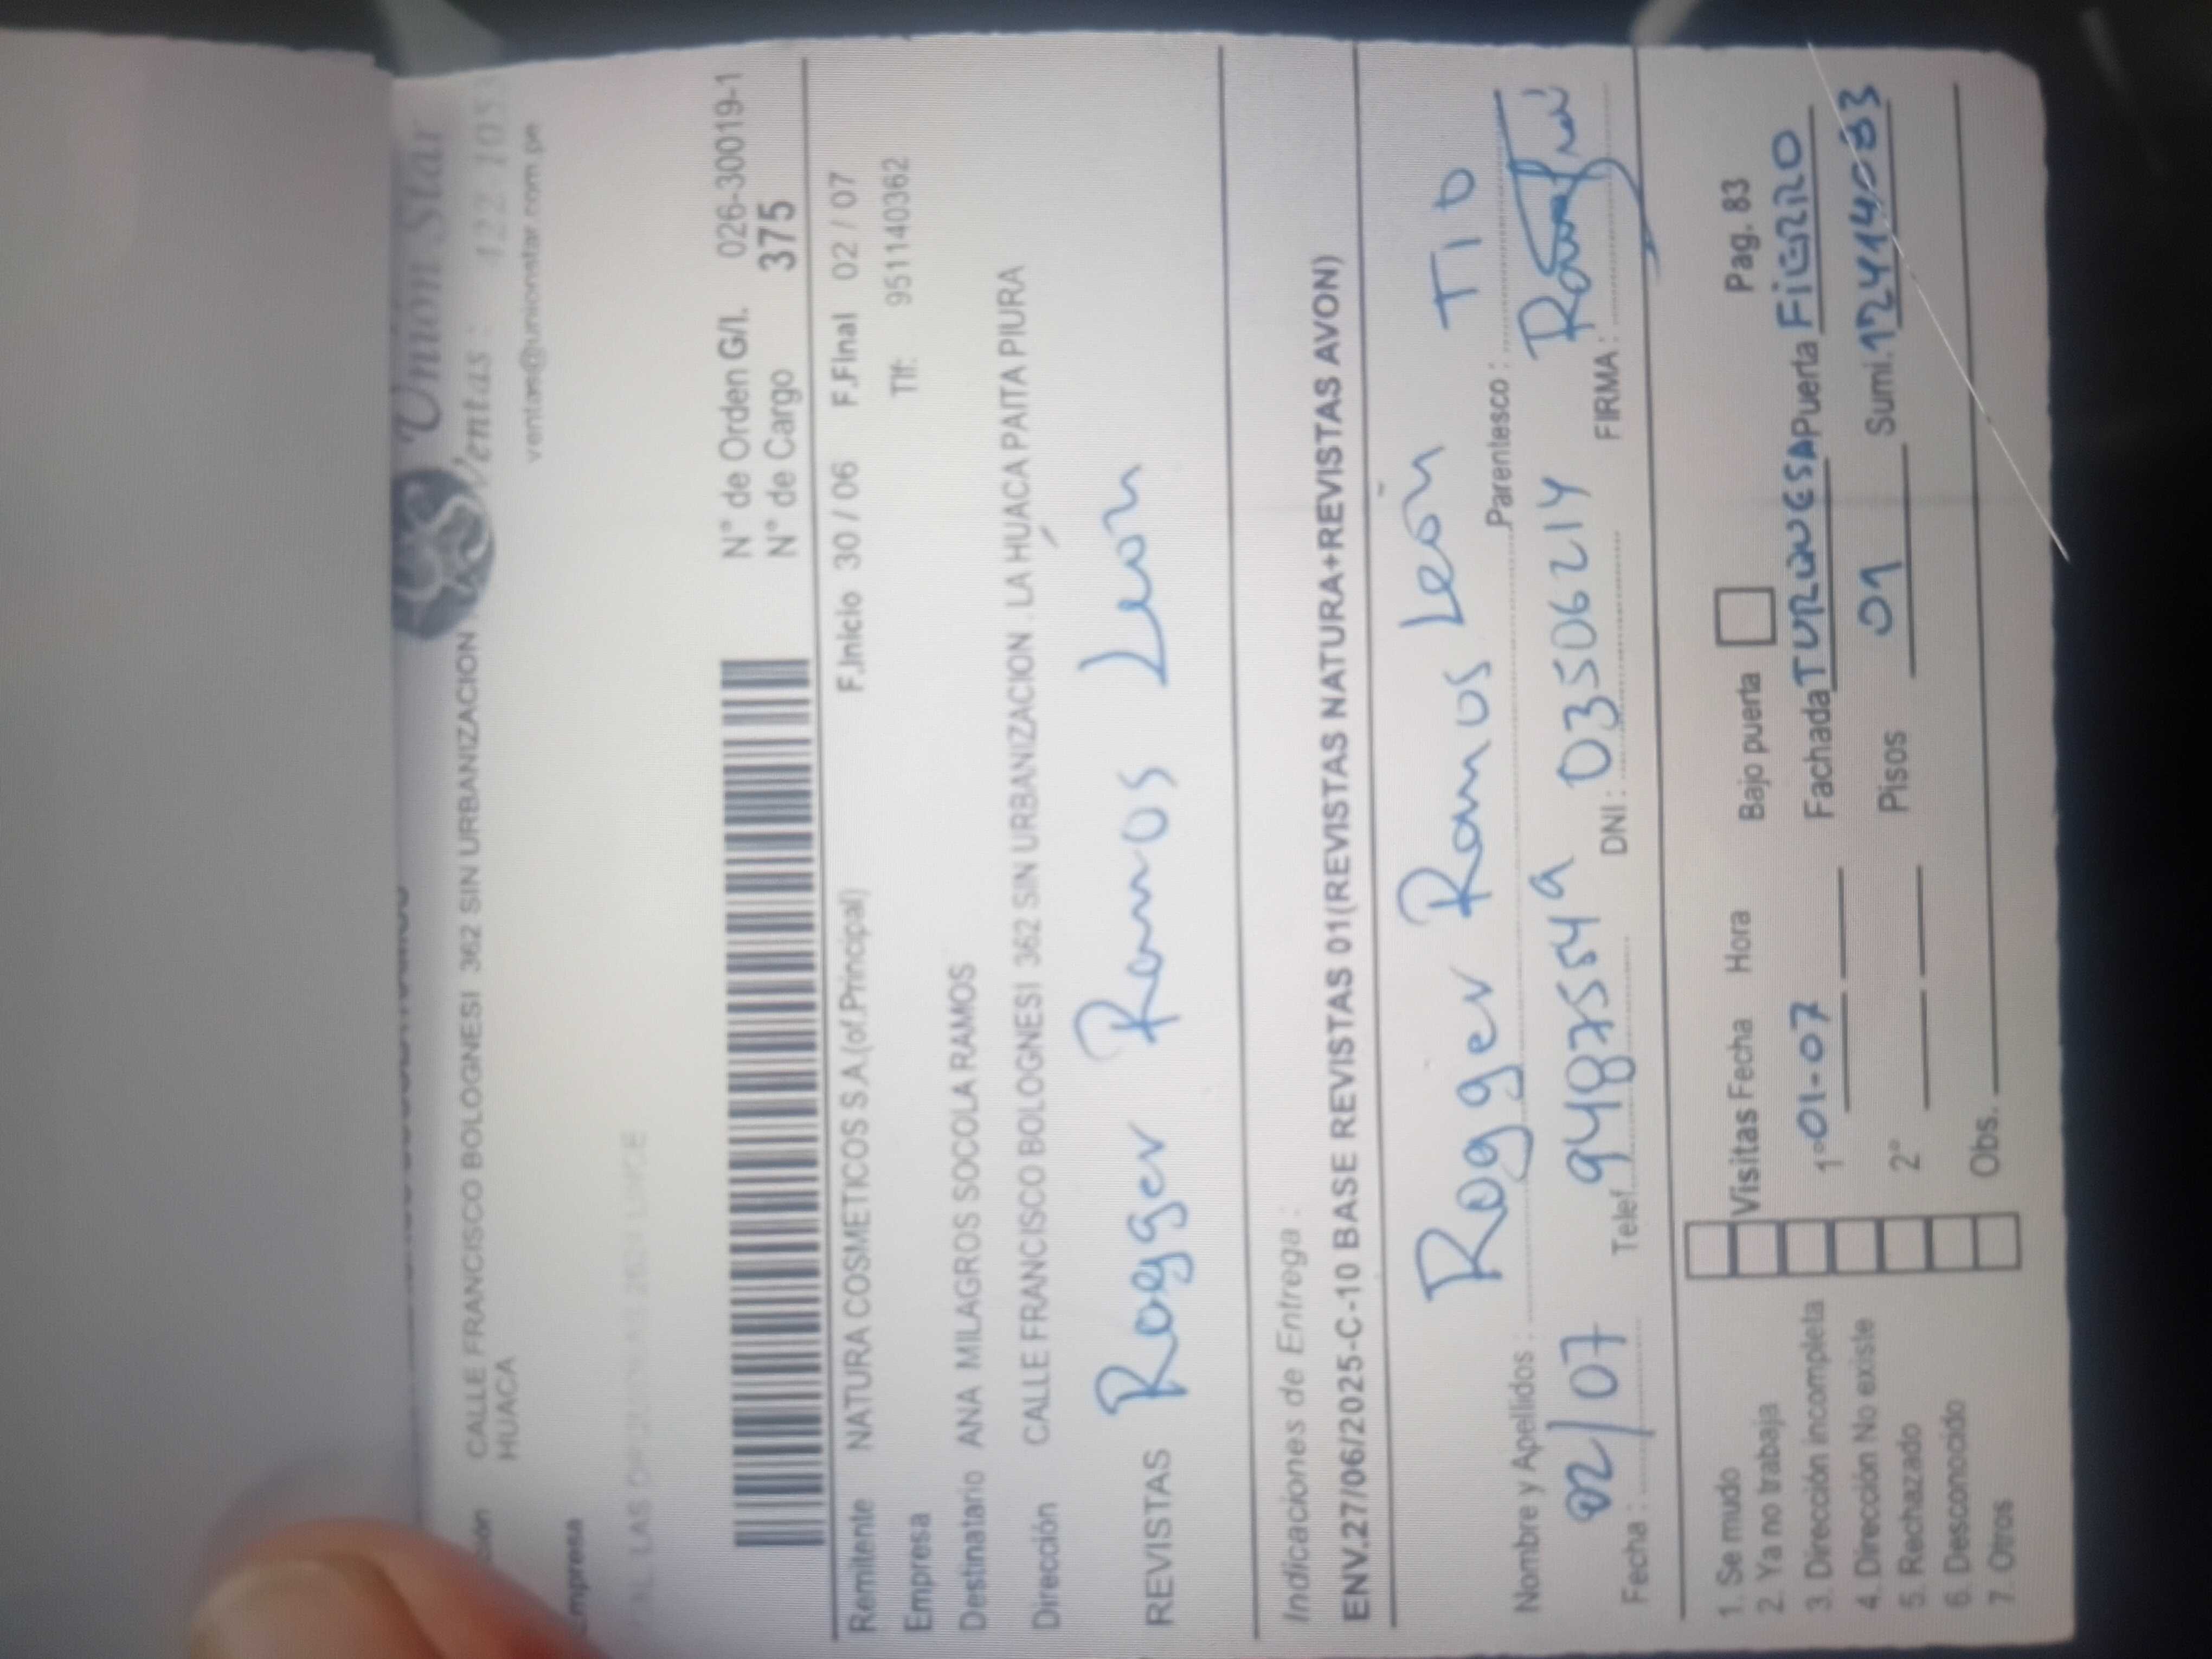 Union Star
Ventas :
ventas@unionstar.com.pe
CALLE FRANCISCO BOLOGNESI 362 SIN URBANIZACION
HUACA
Empresa
N° de Orden G/I. 026-30019-1
N° de Cargo 375
Remitente NATURA COSMETICOS S.A.(of.Principal) F.Inicio 30 / 06 F.Final 02 / 07
Empresa Tlf: 951140362
Destinatario ANA MILAGROS SOCOLA RAMOS
Dirección CALLE FRANCISCO BOLOGNESI 362 SIN URBANIZACION . LA HUACA PAITA PIURA
REVISTAS Rogger Ramos León
Indicaciones de Entrega :
ENV.27/06/2025-C-10 BASE REVISTAS 01(REVISTAS NATURA+REVISTAS AVON)
Nombre y Apellidos : Rogger Ramos León Parentesco : TIO
Fecha : 02/07 Telef. 948755549 DNI : 03506214 FIRMA :
1. Se mudo Visitas Fecha Hora Bajo puerta Pag. 83
2. Ya no trabaja
3. Dirección incompleta 1° 01-07 Fachada TURQUESA Puerta FIERRO
4. Dirección No existe
5. Rechazado 2° Pisos 01 Sumi.
6. Desconocido
7. Otros Obs.